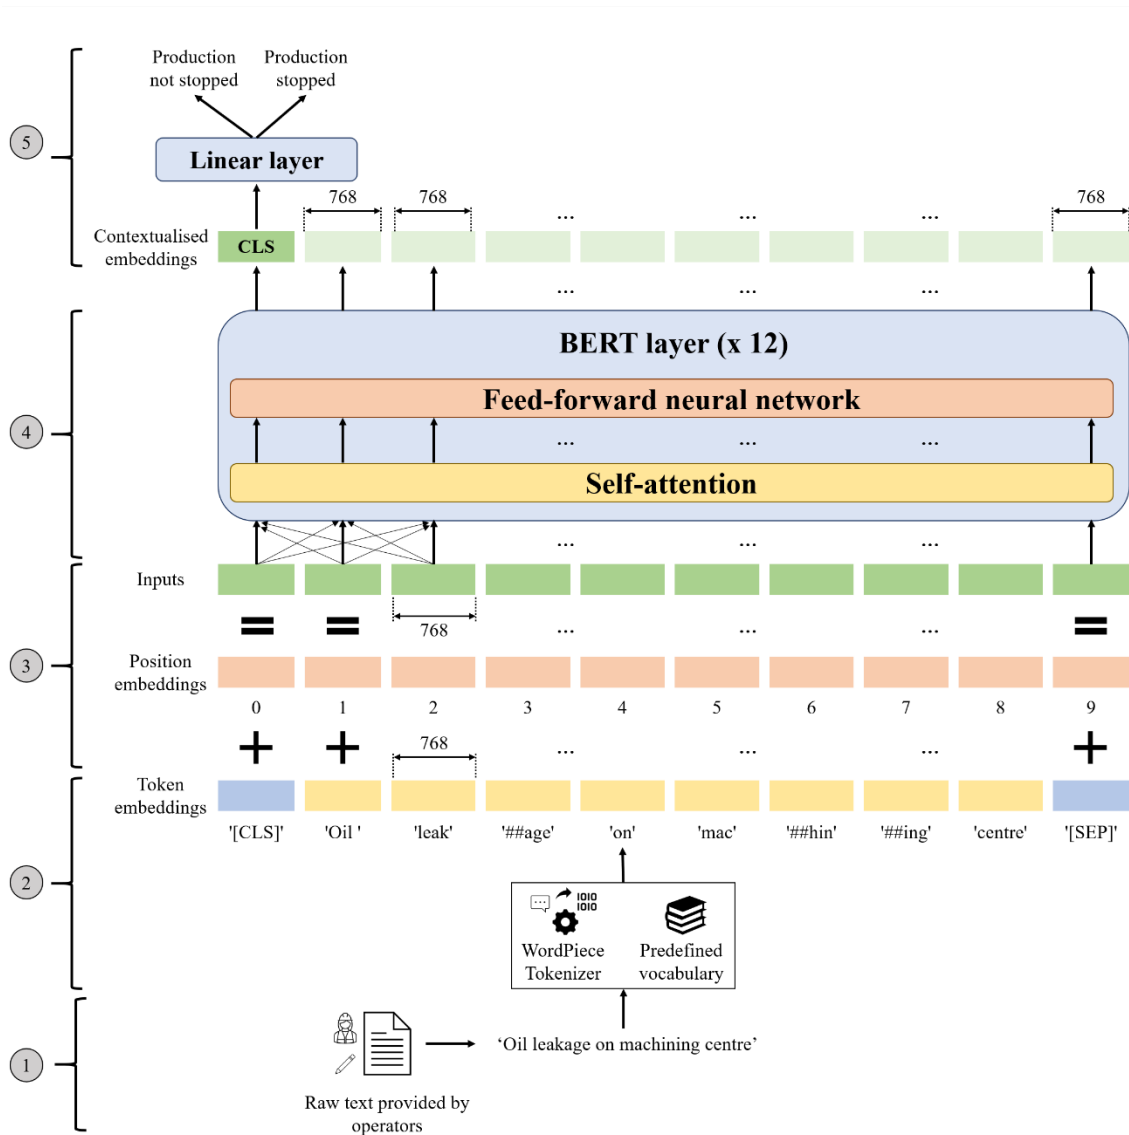 Production
not stopped
Production
stopped
5
Linear layer
768
768
...
...
...
768
Contextualised
embeddings
CLS
...
...
...
BERT layer (x 12)
Feed-forward neural network
4
...
...
...
Self-attention
...
...
...
Inputs
768
...
...
...
3
Position
embeddings
0
1
2
3
4
5
6
7
8
9
768
...
...
...
+
+
+
=
=
=
Token
embeddings
'[CLS]'
'Oil '
'leak'
'##age'
'on'
'mac'
'##hin'
'##ing'
'centre'
'[SEP]'
2
1010
1010
WordPiece
Tokenizer
Predefined
vocabulary
1
‘Oil leakage on machining centre’
Raw text provided by
operators